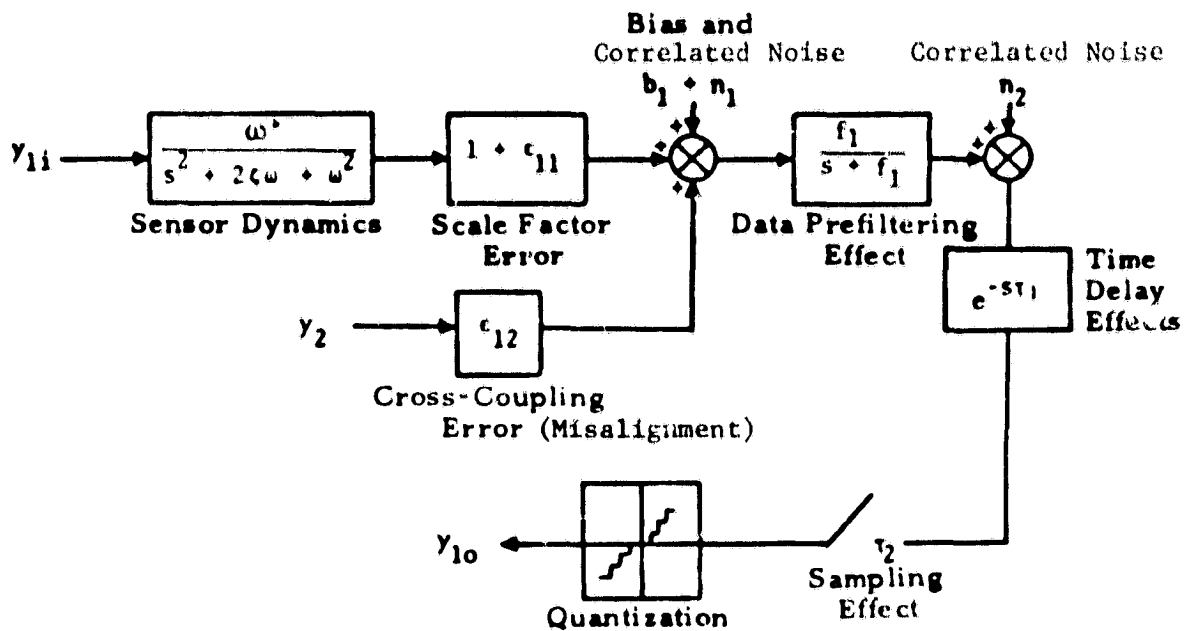 Bias and
Correlated Noise
b₁ + n₁
Correlated Noise
n₂
y₁ᵢ
s² + 2ζω + ω²
Sensor Dynamics
1 + ε₁₁
Scale Factor
Error
f₁
s + f₁
Data Prefiltering
Effect
e^-sτ₁
Time
Delay
Effects
y₂
ε₁₂
Cross-Coupling
Error (Misalignment)
y₁ₒ
Quantization
τ₂
Sampling
Effect